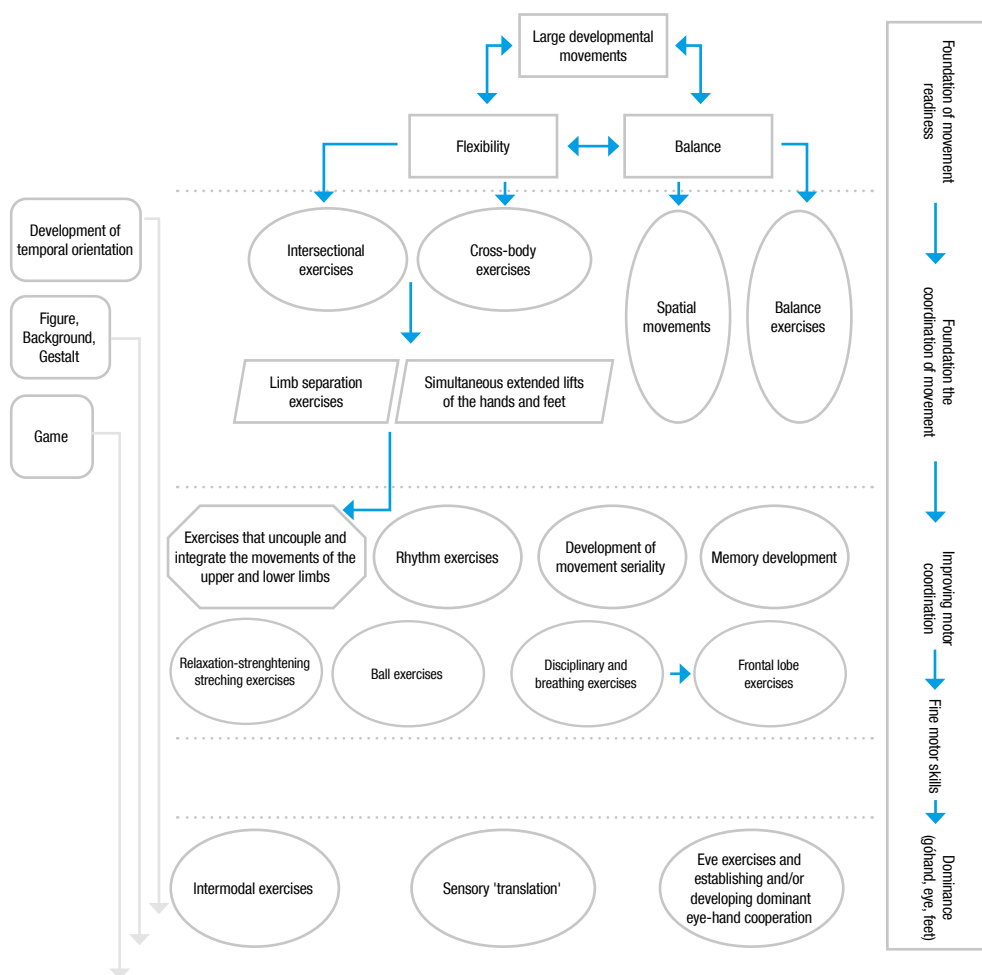 Large developmental
movements
Flexibility
Balance
Development of
temporal orientation
Figure,
Background,
Gestalt
Game
Intersectional
exercises
Cross-body
exercises
Spatial
movements
Balance
exercises
Limb separation
exercises
Simultaneous extended lifts
of the hands and feet
Exercises that uncouple and
integrate the movements of the
upper and lower limbs
Rhythm exercises
Development of
movement seriality
Memory development
Relaxation-strenghtening
streching exercises
Ball exercises
Disciplinary and
breathing exercises
Frontal lobe
exercises
Intermodal exercises
Sensory 'translation'
Eve exercises and
establishing and/or
developing dominant
eye-hand cooperation
Foundation of movement
readiness
Foundation the
coordination of movement
Improving motor
coordination
Fine motor skills
Dominance
(góhand, eye, feet)